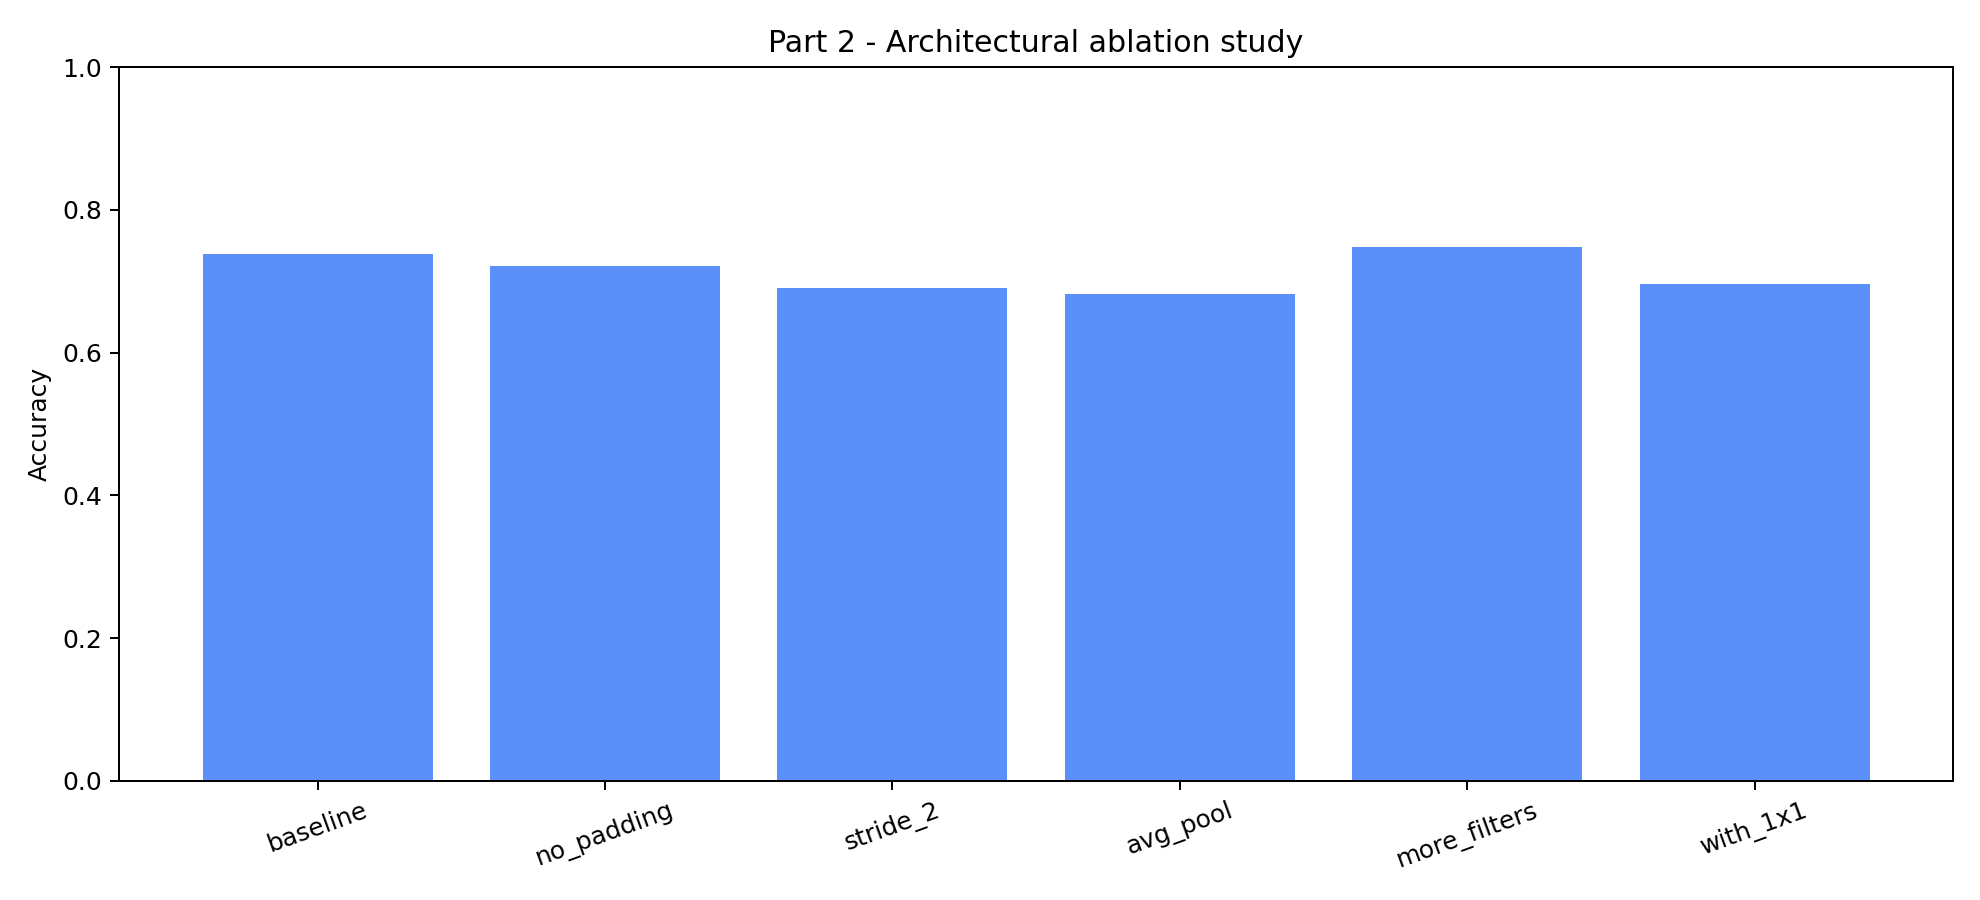 Part 2 - Architectural ablation study
1.0
0.8
0.6
0.4
0.2
0.0
Accuracy
baseline
no_padding
stride_2
avg_pool
more_filters
with_1x1